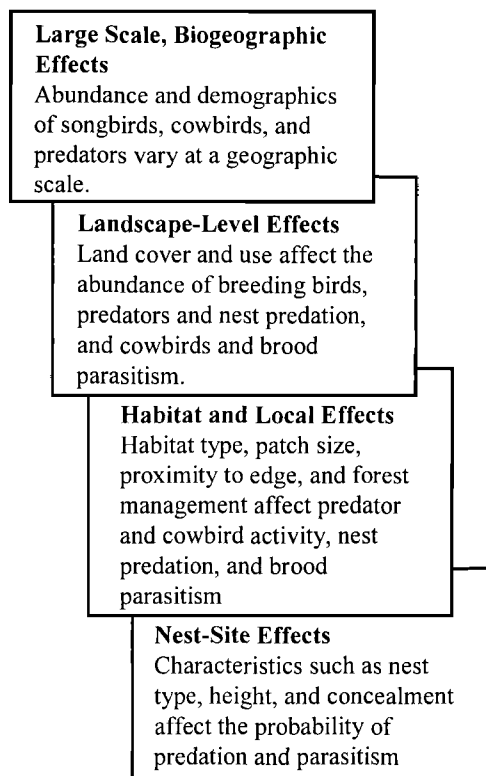 Large Scale, Biogeographic
Effects
Abundance and demographics
of songbirds, cowbirds, and
predators vary at a geographic
scale.
Landscape-Level Effects
Land cover and use affect the
abundance of breeding birds,
predators and nest predation,
and cowbirds and brood
parasitism.
Habitat and Local Effects
Habitat type, patch size,
proximity to edge, and forest
management affect predator
and cowbird activity, nest
predation, and brood
parasitism
Nest-Site Effects
Characteristics such as nest
type, height, and concealment
affect the probability of
predation and parasitism